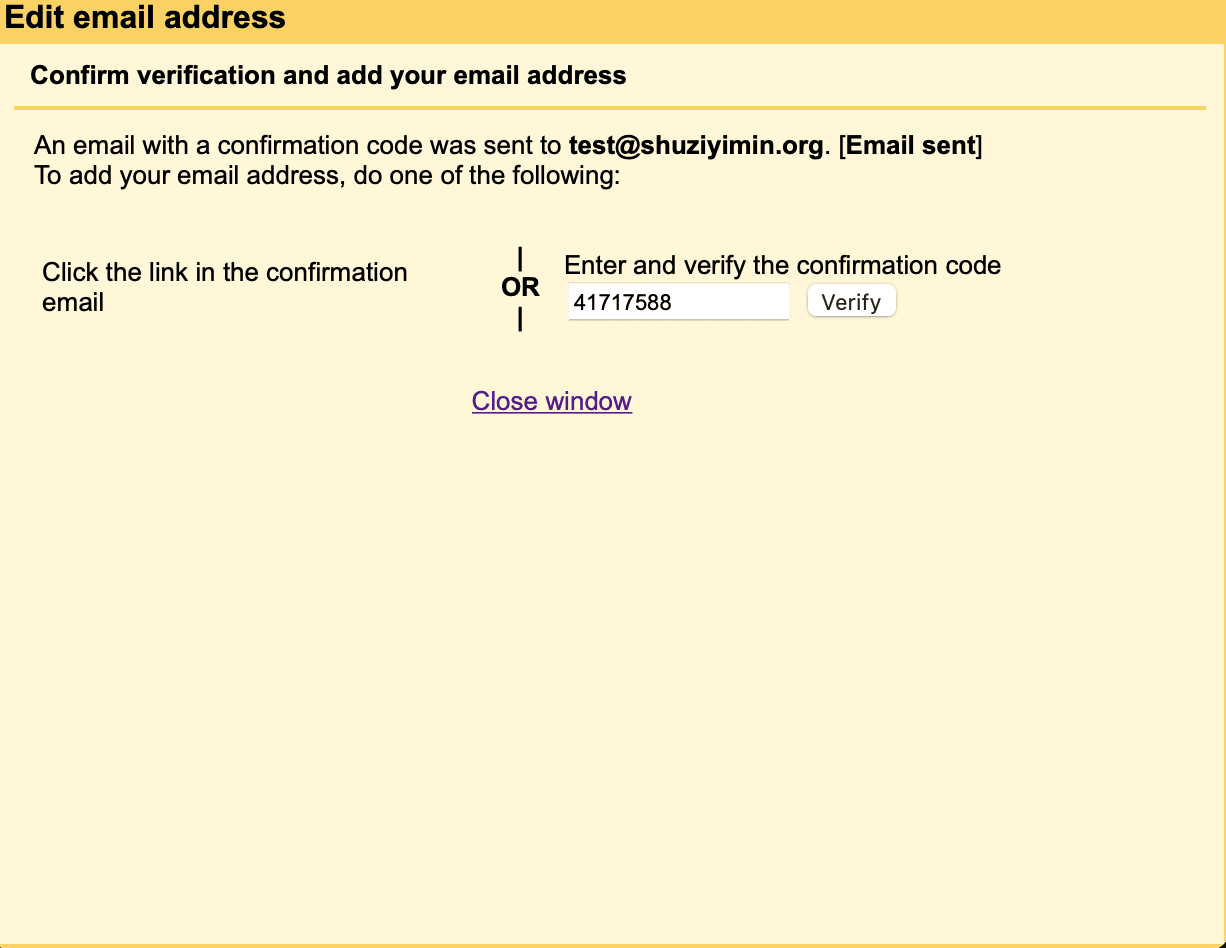 Edit email address
Confirm verification and add your email address
An email with a confirmation code was sent to test@shuziyimin.org. [Email sent]
To add your email address, do one of the following:
Click the link in the confirmation
email
|
OR
|
Enter and verify the confirmation code
41717588 Verify
Close window